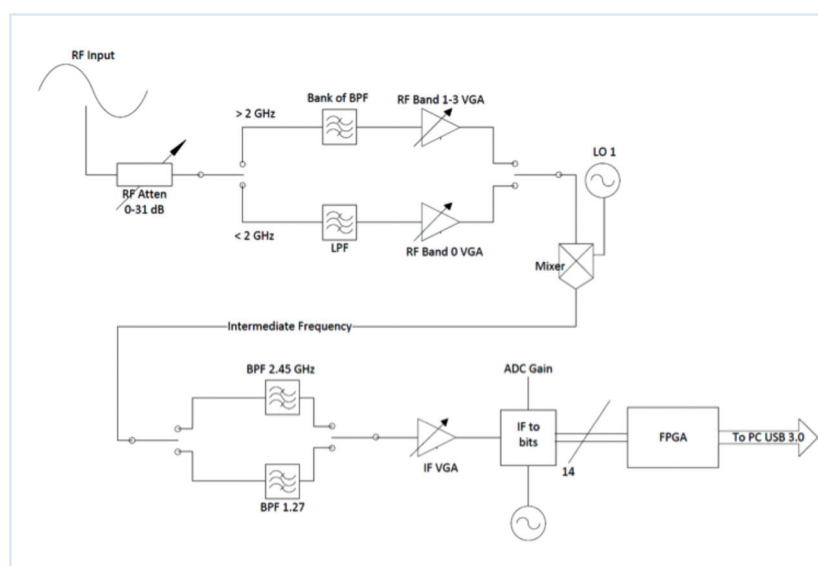 RF Input
Bank of BPF
RF Band 1-3 VGA
> 2 GHz
LO 1
RF Atten
0-31 dB
< 2 GHz
LPF
RF Band 0 VGA
Mixer
Intermediate Frequency
BPF 2.45 GHz
ADC Gain
IF to
bits
FPGA
To PC USB 3.0
IF VGA
14
BPF 1.27